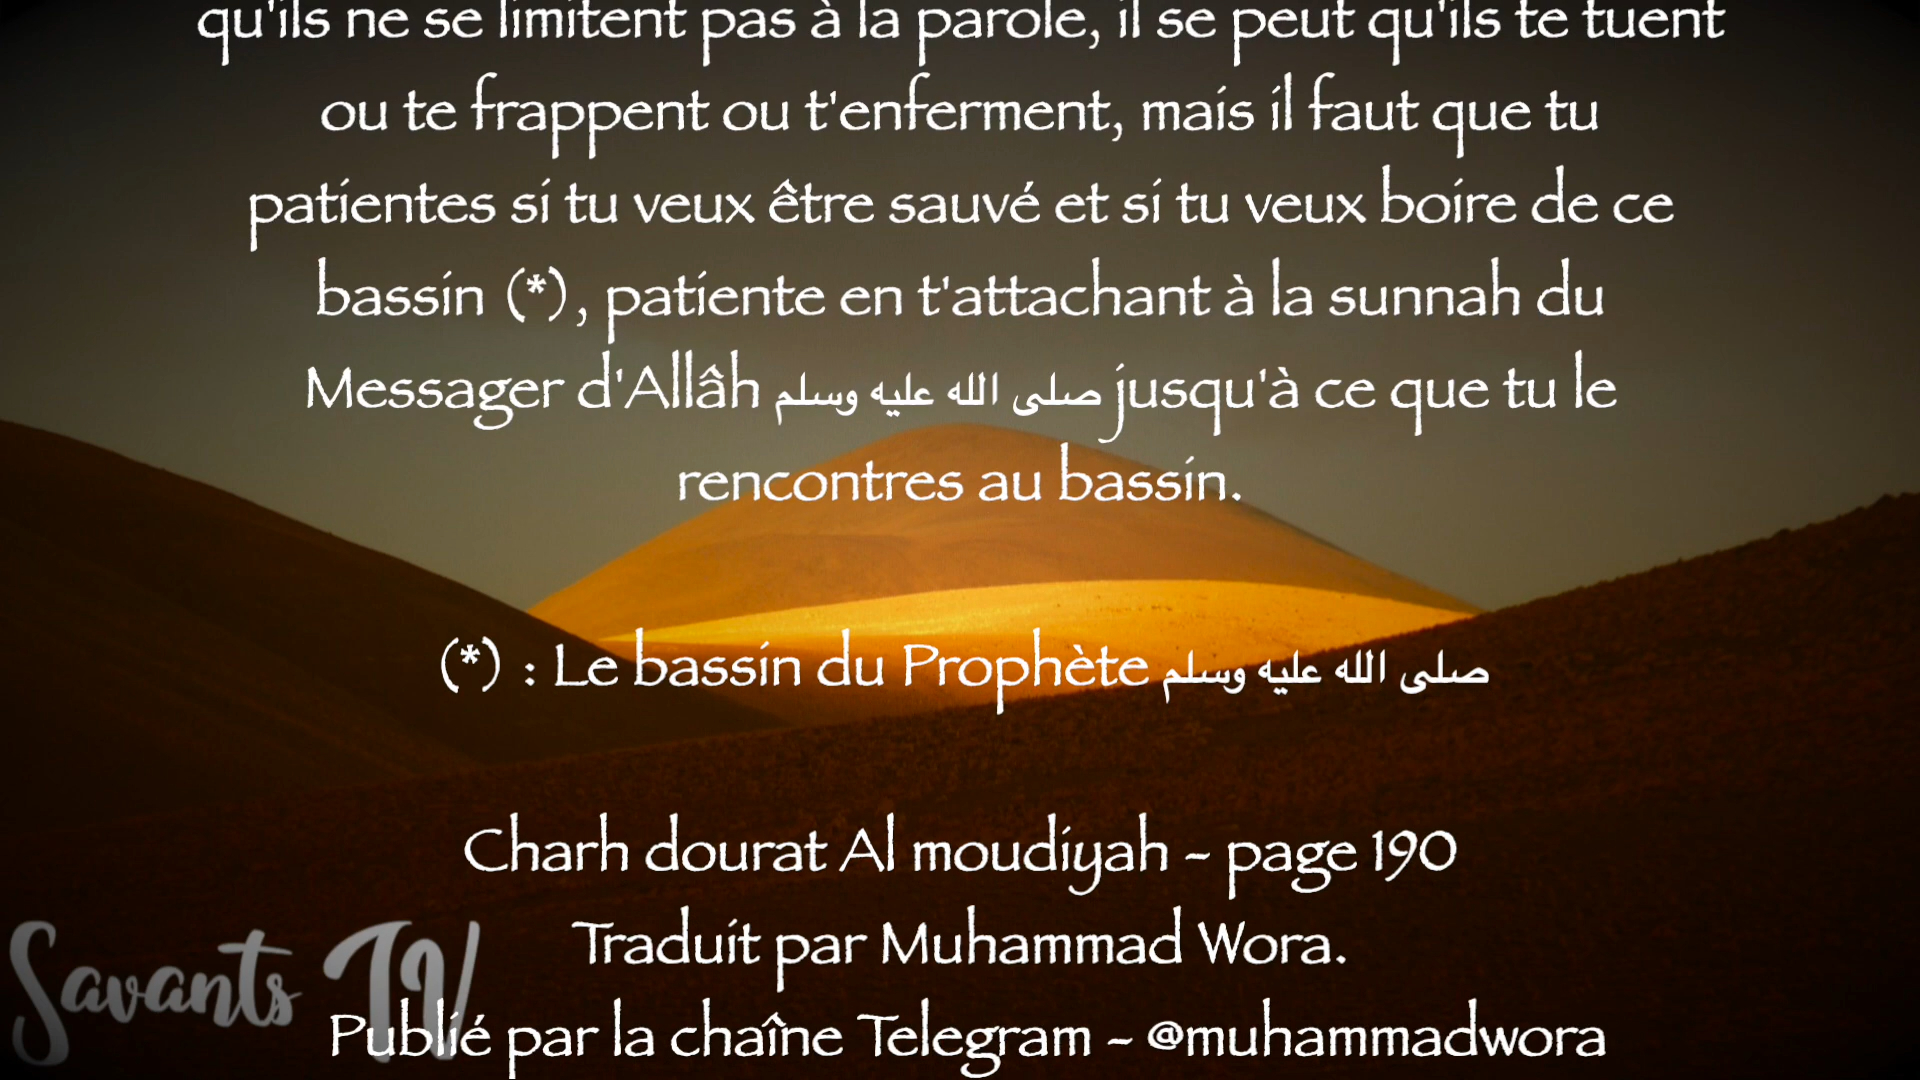 qu'ils ne se limitent pas à la parole, il se peut qu'ils te tuent
ou te frappent ou t'enferment, mais il faut que tu
patientes si tu veux être sauvé et si tu veux boire de ce
bassin (*), patiente en t'attachant à la sunnah du
Messager d'Allâh صلى الله عليه وسلم jusqu'à ce que tu le
rencontres au bassin.
(*) : Le bassin du Prophète صلى الله عليه وسلم
Charh dourat Al moudiyah - page 190
Traduit par Muhammad Wora.
Savants TV
Publié par la chaîne Telegram - @muhammadwora